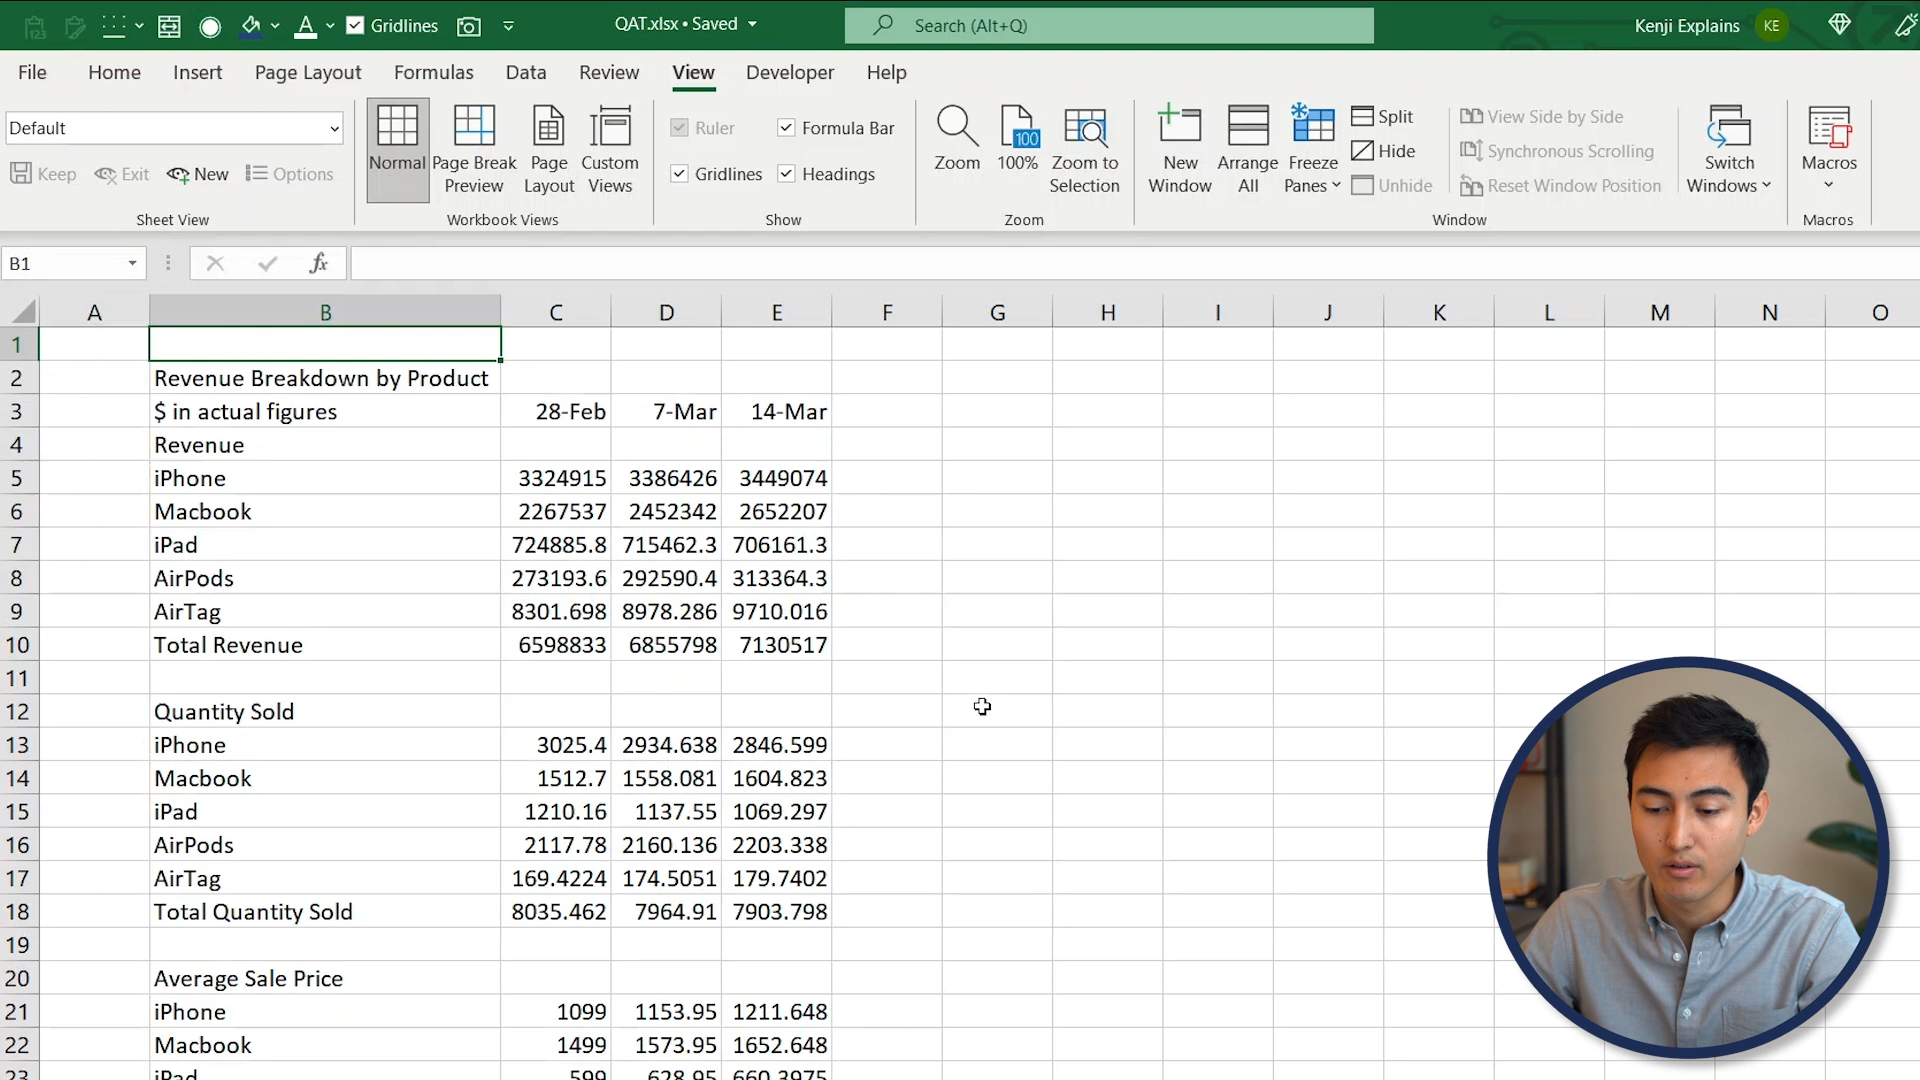 123 A Gridlines QAT.xlsx • Saved Search (Alt+Q) Kenji Explains KE
File Home Insert Page Layout Formulas Data Review View Developer Help
Default
Keep Exit New Options
Sheet View
Normal Page Break Preview Page Layout Custom Views
Workbook Views
Ruler Formula Bar
Gridlines Headings
Show
Zoom 100 100% Zoom to Selection
Zoom
New Window Arrange All Freeze Panes
Split
Hide
Unhide
View Side by Side
Synchronous Scrolling
Reset Window Position
Switch Windows
Window
Macros
Macros
B1 fx
A B C D E F G H I J K L M N O
1
2 Revenue Breakdown by Product
3 $ in actual figures 28-Feb 7-Mar 14-Mar
4 Revenue
5 iPhone 3324915 3386426 3449074
6 Macbook 2267537 2452342 2652207
7 iPad 724885.8 715462.3 706161.3
8 AirPods 273193.6 292590.4 313364.3
9 AirTag 8301.698 8978.286 9710.016
10 Total Revenue 6598833 6855798 7130517
11
12 Quantity Sold
13 iPhone 3025.4 2934.638 2846.599
14 Macbook 1512.7 1558.081 1604.823
15 iPad 1210.16 1137.55 1069.297
16 AirPods 2117.78 2160.136 2203.338
17 AirTag 169.4224 174.5051 179.7402
18 Total Quantity Sold 8035.462 7964.91 7903.798
19
20 Average Sale Price
21 iPhone 1099 1153.95 1211.648
22 Macbook 1499 1573.95 1652.648
23 iPad 599 628.95 660.3975